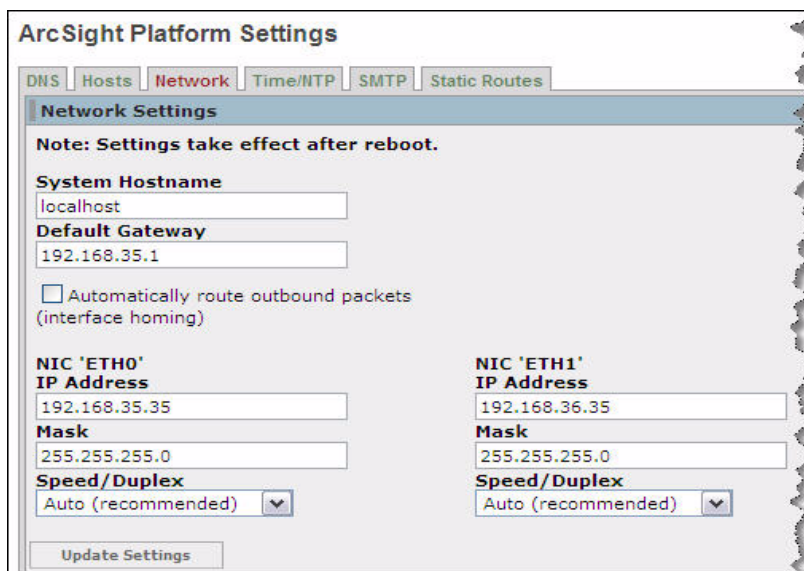 ArcSight Platform Settings
DNS Hosts Network Time/NTP SMTP Static Routes
Network Settings
Note: Settings take effect after reboot.
System Hostname
localhost
Default Gateway
192.168.35.1
Automatically route outbound packets
(interface homing)
NIC 'ETH0'
IP Address
192.168.35.35
Mask
255.255.255.0
Speed/Duplex
Auto (recommended)
NIC 'ETH1'
IP Address
192.168.36.35
Mask
255.255.255.0
Speed/Duplex
Auto (recommended)
Update Settings